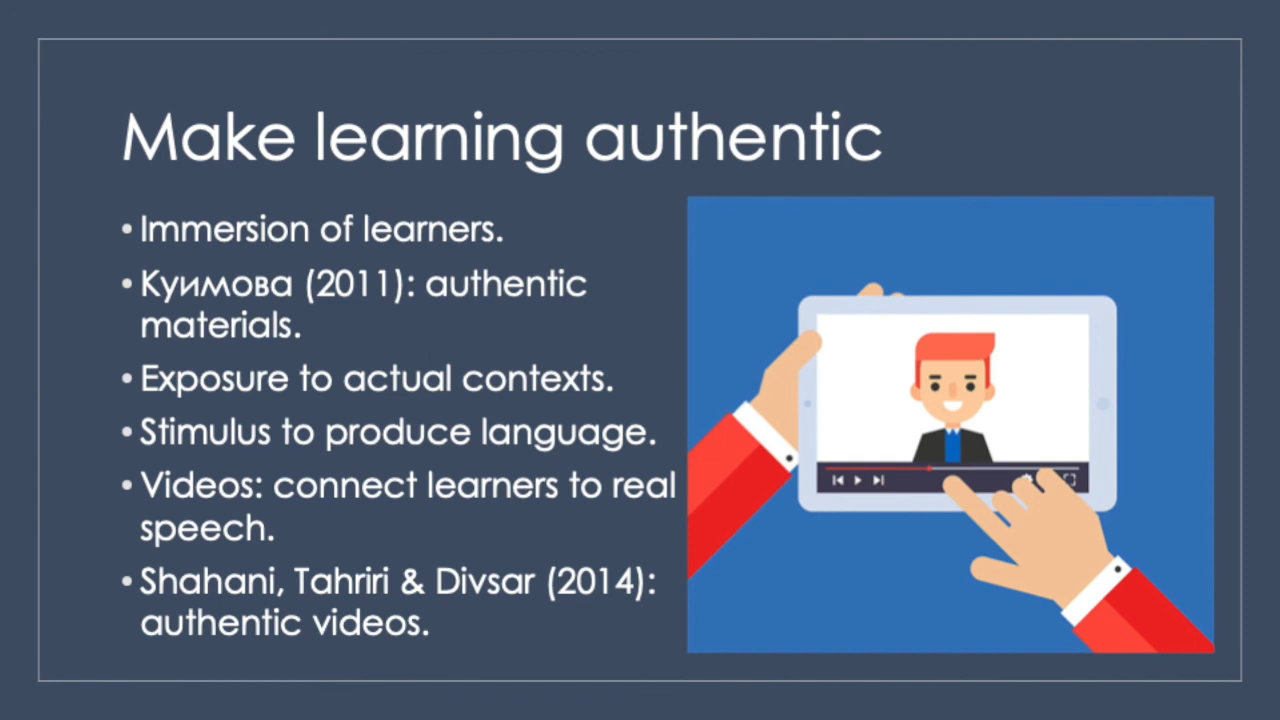 Make learning authentic
• Immersion of learners.
• Куимова (2011): authentic
materials.
• Exposure to actual contexts.
• Stimulus to produce language.
• Videos: connect learners to real
speech.
• Shahani, Tahriri & Divsar (2014):
authentic videos.